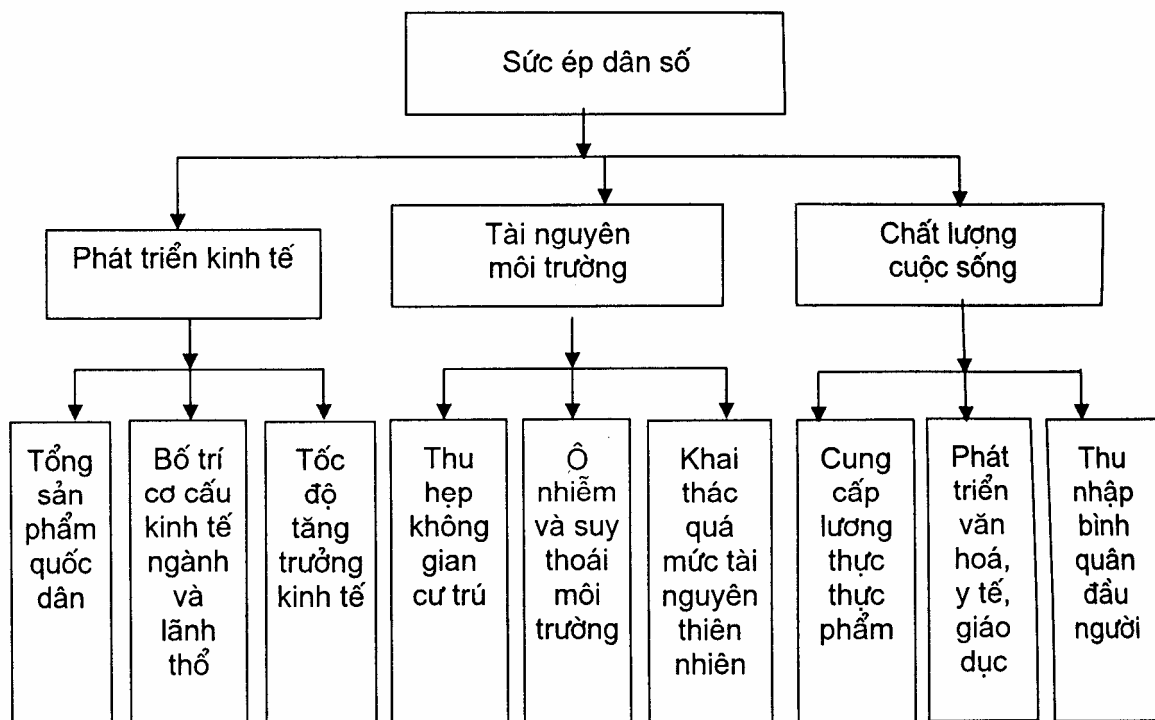 Sức ép dân số
Phát triển kinh tế
Tài nguyên
môi trường
Chất lượng
cuộc sống
Tổng
sản
phẩm
quốc
dân
Bố trí
cơ cấu
kinh tế
ngành
và
lãnh
thổ
Tốc
độ
tăng
trưởng
kinh tế
Thu
hẹp
không
gian
cư trú
Ô
nhiễm
và suy
thoái
môi
trường
Khai
thác
quá
mức tài
nguyên
thiên
nhiên
Cung
cấp
lương
thực
thực
phẩm
Phát
triển
văn
hoá,
y tế,
giáo
dục
Thu
nhập
bình
quân
đầu
người